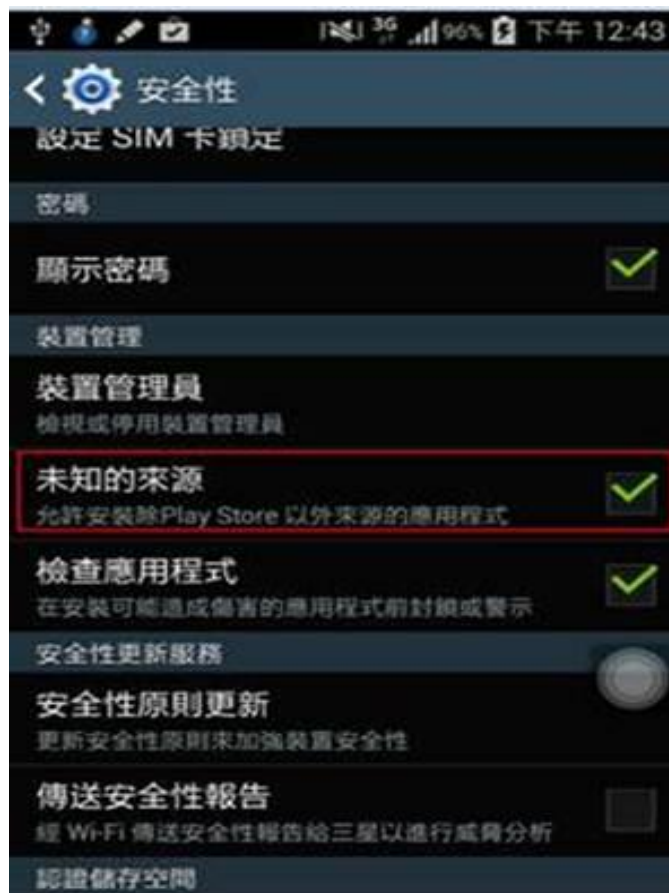 3G 96% 下午 12:43
安全性
設定 SIM 卡鎖定
密碼
顯示密碼
裝置管理
裝置管理員
檢視或停用裝置管理員
未知的來源
允許安裝除Play Store 以外來源的應用程式
檢查應用程式
在安裝可能造成傷害的應用程式前封鎖或警示
安全性更新服務
安全性原則更新
更新安全性原則來加強裝置安全性
傳送安全性報告
經 Wi-Fi 傳送安全性報告給三星以進行威脅分析
認證儲存空間